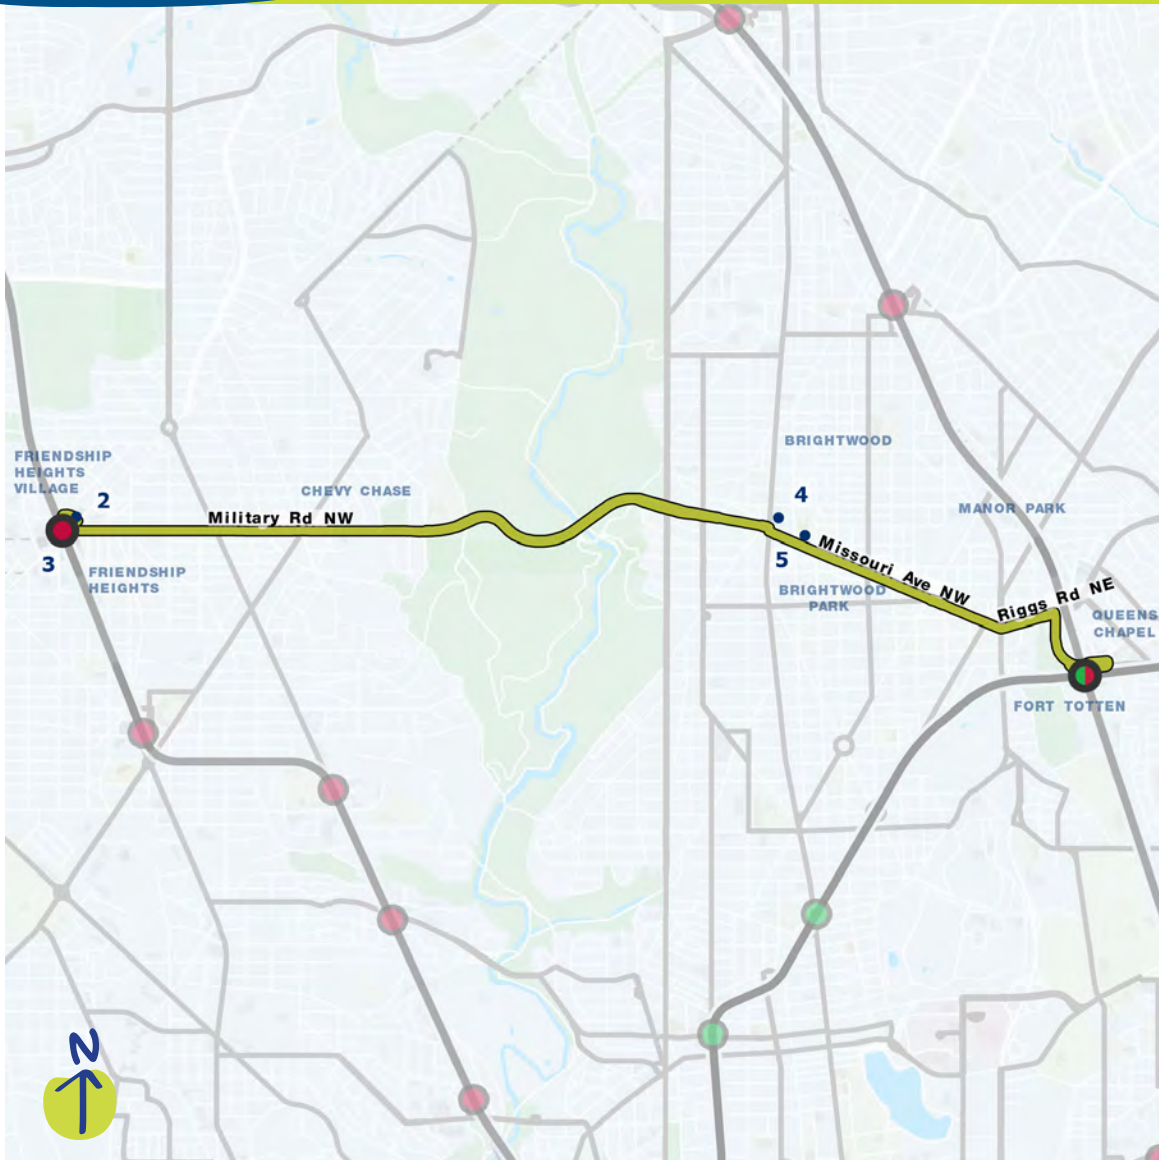 BRIGHTWOOD
FRIENDSHIP
HEIGHTS
VILLAGE
2
CHEVY CHASE
4
Military Rd NW
MANOR PARK
3
5
Missouri Ave NW
FRIENDSHIP
HEIGHTS
BRIGHTWOOD
PARK
Riggs Rd NE
QUEENS
CHAPEL
FORT TOTTEN
N